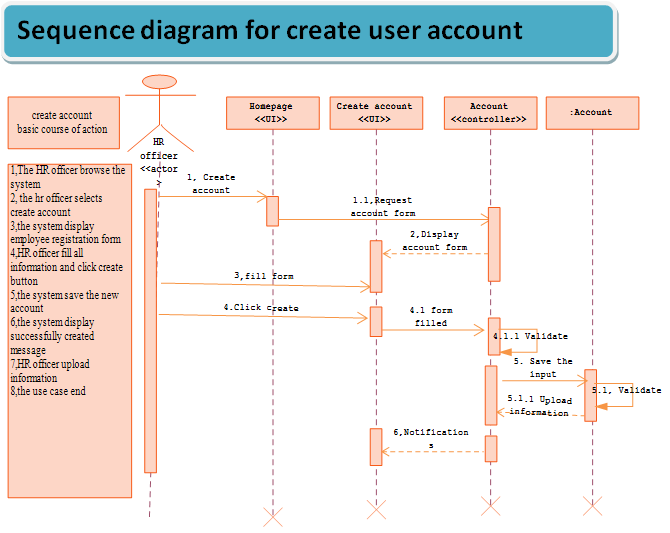 Sequence diagram for create user account
create account
basic course of action
HR
officer
<<actor
>
Homepage
<<UI>>
Create account
<<UI>>
Account
<<controller>>
:Account
1,The HR officer browse the
system
2, the hr officer selects
create account
3,the system display
employee registration form
4,HR officer fill all
information and click create
button
5,the system save the new
account
6,the system display
successfully created
message
7,HR officer upload
information
8,the use case end
1, Create
account
1.1,Request
account form
2,Display
account form
3,fill form
4.Click create
4.1 form
filled
4.1.1 Validate
5. Save the
input
5.1, Validate
5.1.1 Upload
information
6,Notification
s